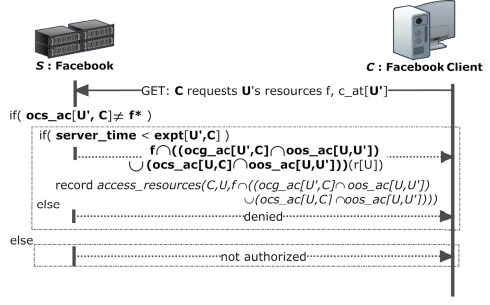 S : Facebook
C : Facebook Client
GET: C requests U's resources f, c_at[U']
if( ocs_ac[U', C]≠ f* )
if( server_time < expt[U',C] )
f∩((ocg_ac[U',C]∩oos_ac[U,U'])
∪(ocs_ac[U,C]∩oos_ac[U,U']))(r[U])
record access_resources(C,U,f∩((ocg_ac[U',C]∩oos_ac[U,U'])
∪(ocs_ac[U,C] ∩oos_ac[U,U'])))
else
denied
else
not authorized